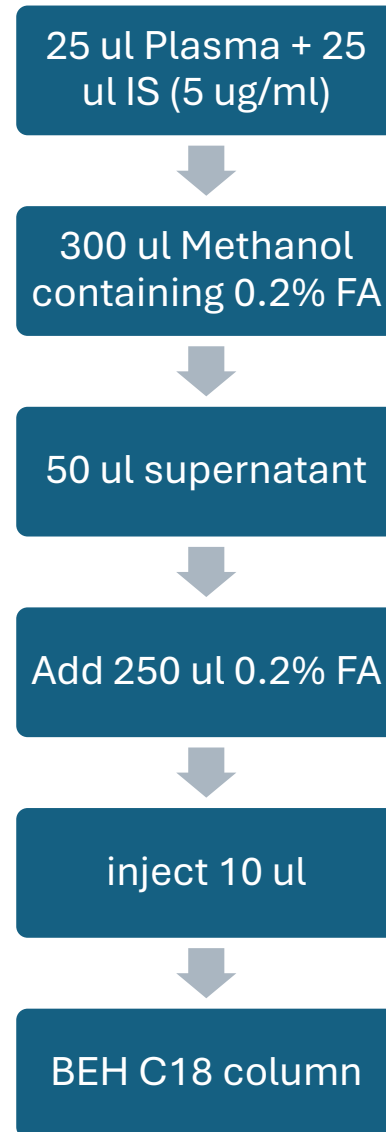 25 ul Plasma + 25
ul IS (5 ug/ml)
300 ul Methanol
containing 0.2% FA
50 ul supernatant
Add 250 ul 0.2% FA
inject 10 ul
BEH C18 column